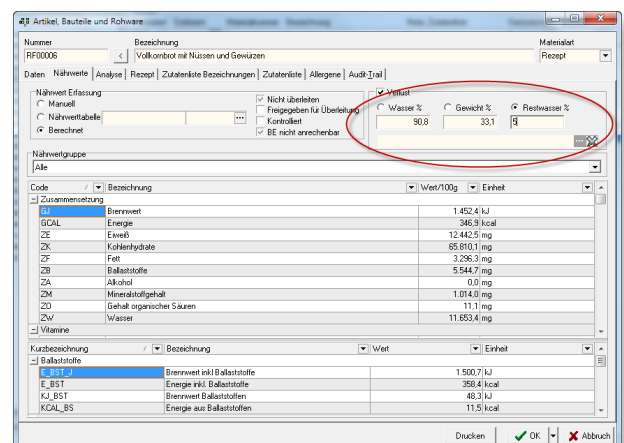 Artikel, Bauteile und Rohware
Nummer Bezeichnung Materialart
RF00006 < Vollkornbrot mit Nüssen und Gewürzen Rezept
Daten Nährwerte Analyse Rezept Zutatenliste Bezeichnungen Zutatenliste Allergene Audit-Trail
Nährwert Erfassung
Manuell
Nährwerttabelle ...
Berechnet
Nicht überleiten
Freigegeben für Überleitung
Kontrolliert
BE nicht anrechenbar
Verlust
Wasser % Gewicht % Restwasser %
90,8 33,1 5
Nährwertgruppe
Alle
Code Bezeichnung Wert/100g Einheit
Zusammensetzung
GJ Brennwert 1.452,4 kJ
GCAL Energie 346,9 kcal
ZE Eiweiß 12.442,5 mg
ZK Kohlenhydrate 65.810,1 mg
ZF Fett 3.296,3 mg
ZB Ballaststoffe 5.544,7 mg
ZA Alkohol 0,0 mg
ZM Mineralstoffgehalt 1.014,0 mg
ZO Gehalt organischer Säuren 11,1 mg
ZW Wasser 11.653,4 mg
Vitamine
Kurzbezeichnung Bezeichnung Wert Einheit
Ballaststoffe
E_BST_J Brennwert inkl Ballaststoffe 1.500,7 kJ
E_BST Energie inkl. Ballaststoffe 358,4 kcal
KJ_BST Brennwert Ballaststoffen 48,3 kJ
KCAL_BS Energie aus Ballaststoffen 11,5 kcal
Drucken OK Abbruch